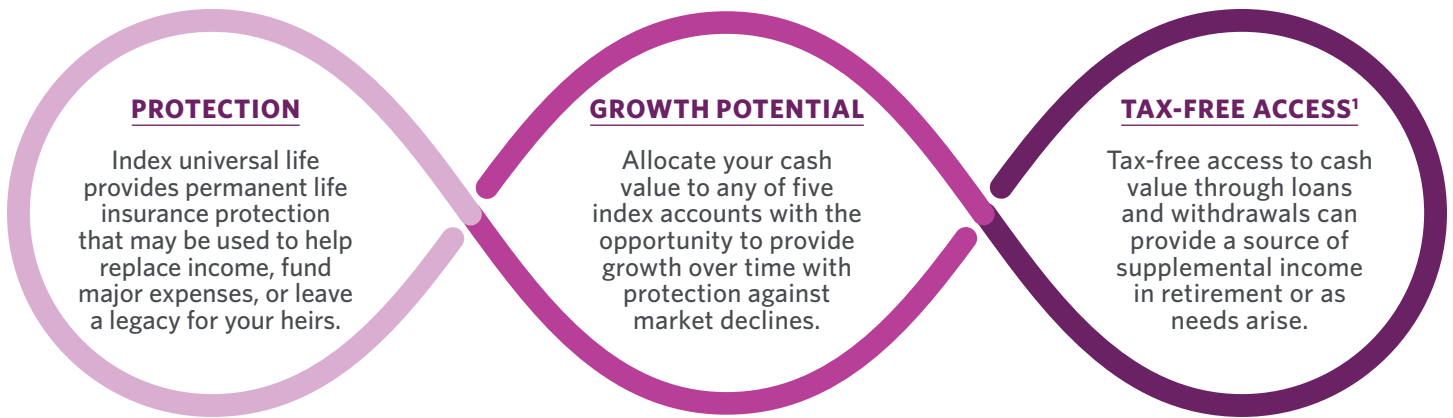 PROTECTION
Index universal life
provides permanent life
insurance protection
that may be used to help
replace income, fund
major expenses, or leave
a legacy for your heirs.
GROWTH POTENTIAL
Allocate your cash
value to any of five
index accounts with the
opportunity to provide
growth over time with
protection against
market declines.
TAX-FREE ACCESS¹
Tax-free access to cash
value through loans
and withdrawals can
provide a source of
supplemental income
in retirement or as
needs arise.